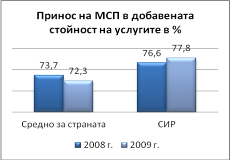 Принос на МСП в добавената
стойност на услугите в %
73,7
72,3
76,6
77,8
Средно за страната
СИР
2008 г.
2009 г.